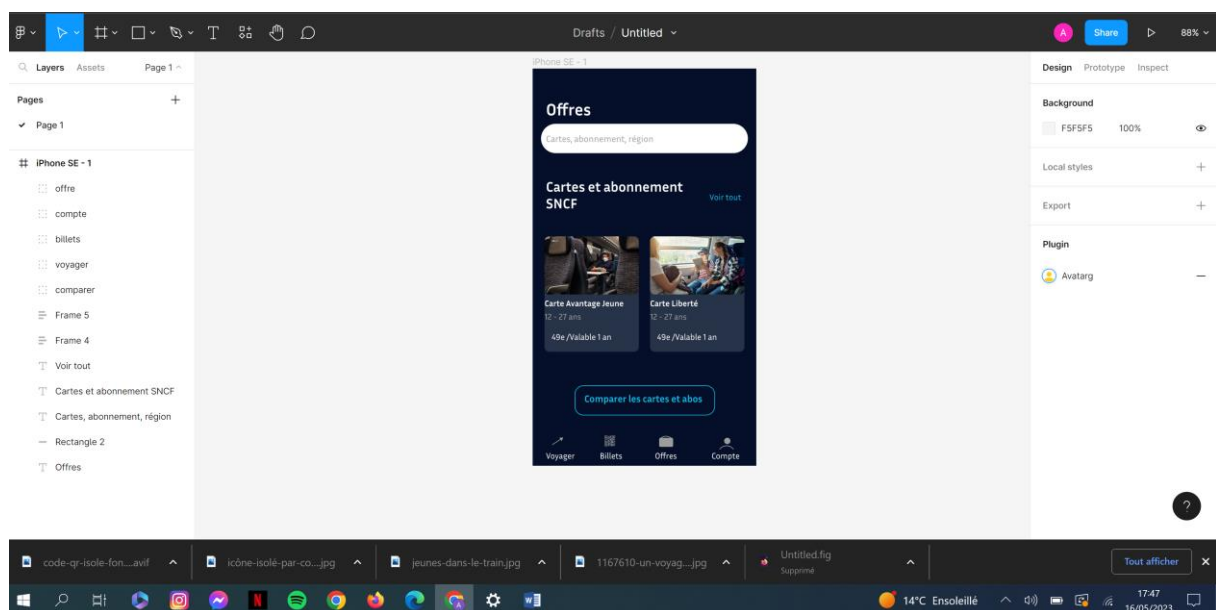 Drafts / Untitled
A
Share
88%
Layers Assets Page 1
Design Prototype Inspect
Pages
Page 1
iPhone SE - 1
offre
compte
billets
voyager
comparer
Frame 5
Frame 4
Voir tout
Cartes et abonnement SNCF
Cartes, abonnement, région
Rectangle 2
Offres
iPhone SE - 1
Offres
Cartes, abonnement, région
Cartes et abonnement
SNCF
Voir tout
Carte Avantage Jeune
12 - 27 ans
49e /Valable 1 an
Carte Liberté
12 - 27 ans
49e /Valable 1 an
Comparer les cartes et abos
Voyager Billets Offres Compte
Background
F5F5F5 100%
Local styles
Export
Plugin
Avatarg
?
code-qr-isole-fon....avif
icône-isolé-par-co....jpg
jeunes-dans-le-train.jpg
1167610-un-voyag....jpg
Untitled.fig
Supprimé
Tout afficher
14°C Ensoleillé
17:47
16/05/2023